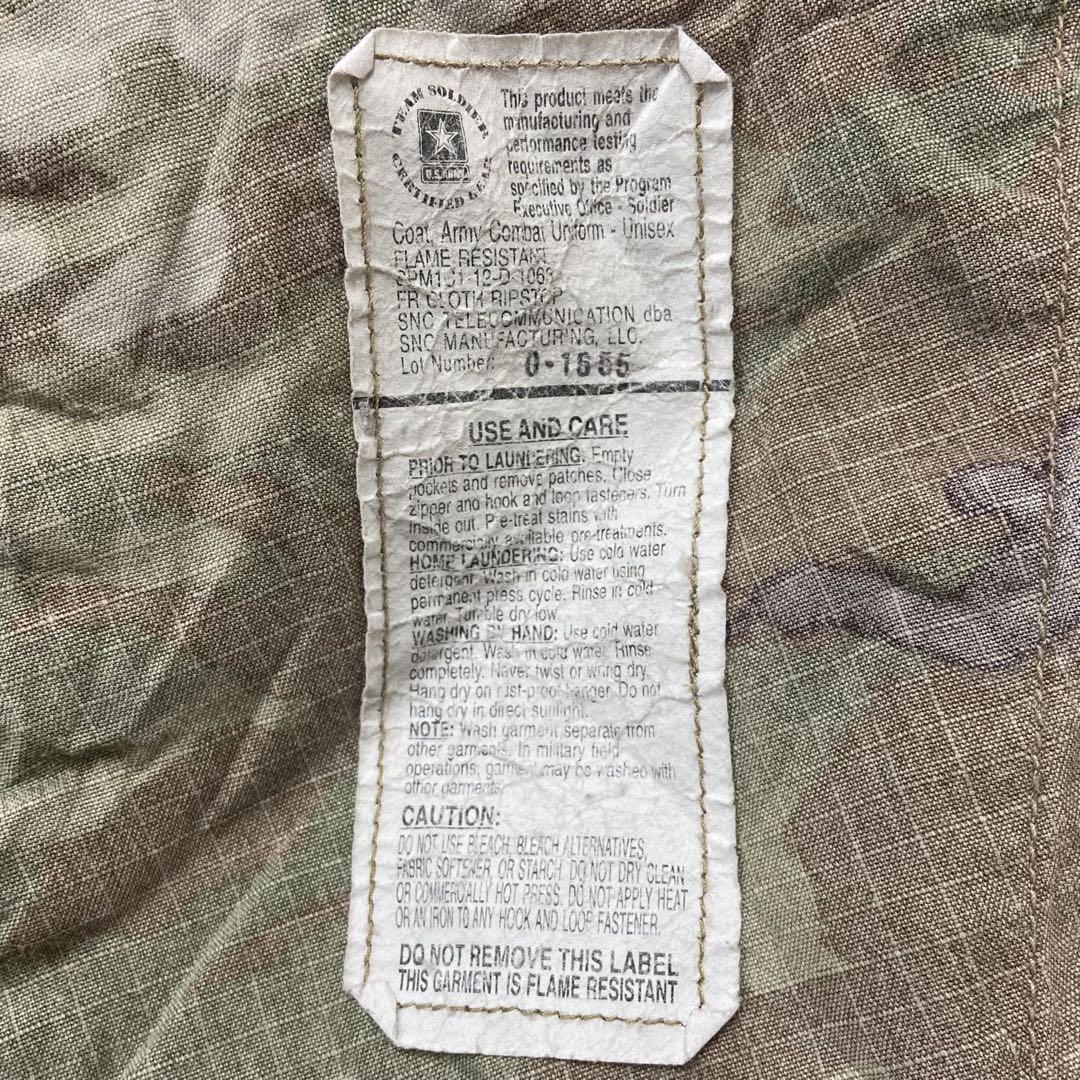 TEAM SOLDIER
CERTIFIED GEAR
U.S. ARMY
This product meets the
manufacturing and
performance testing
requirements as
specified by the Program
Executive Office - Soldier
Coat, Army Combat Uniform - Unisex
FLAME RESISTANT
SPM1C1-12-D-1063
FR CLOTH RIPSTOP
SNC TELECOMMUNICATION dba
SNC MANUFACTURING, LLC.
Lot Number: 0-1555
USE AND CARE
PRIOR TO LAUNDERING: Empty
pockets and remove patches. Close
zipper and hook and loop fasteners. Turn
inside out. Pre-treat stains with
commercially available pre-treatments.
HOME LAUNDERING: Use cold water
detergent. Wash in cold water using
permanent press cycle. Rinse in cold
water. Tumble dry low.
WASHING BY HAND: Use cold water
detergent. Wash in cold water. Rinse
completely. Never twist or wring dry.
Hang dry on rust-proof hanger. Do not
hang dry in direct sunlight.
NOTE: Wash garment separate from
other garments. In military field
operations, garment may be washed with
other garments.
CAUTION:
DO NOT USE BLEACH, BLEACH ALTERNATIVES,
FABRIC SOFTENER, OR STARCH. DO NOT DRY CLEAN
OR COMMERCIALLY HOT PRESS. DO NOT APPLY HEAT
OR AN IRON TO ANY HOOK AND LOOP FASTENER.
DO NOT REMOVE THIS LABEL
THIS GARMENT IS FLAME RESISTANT